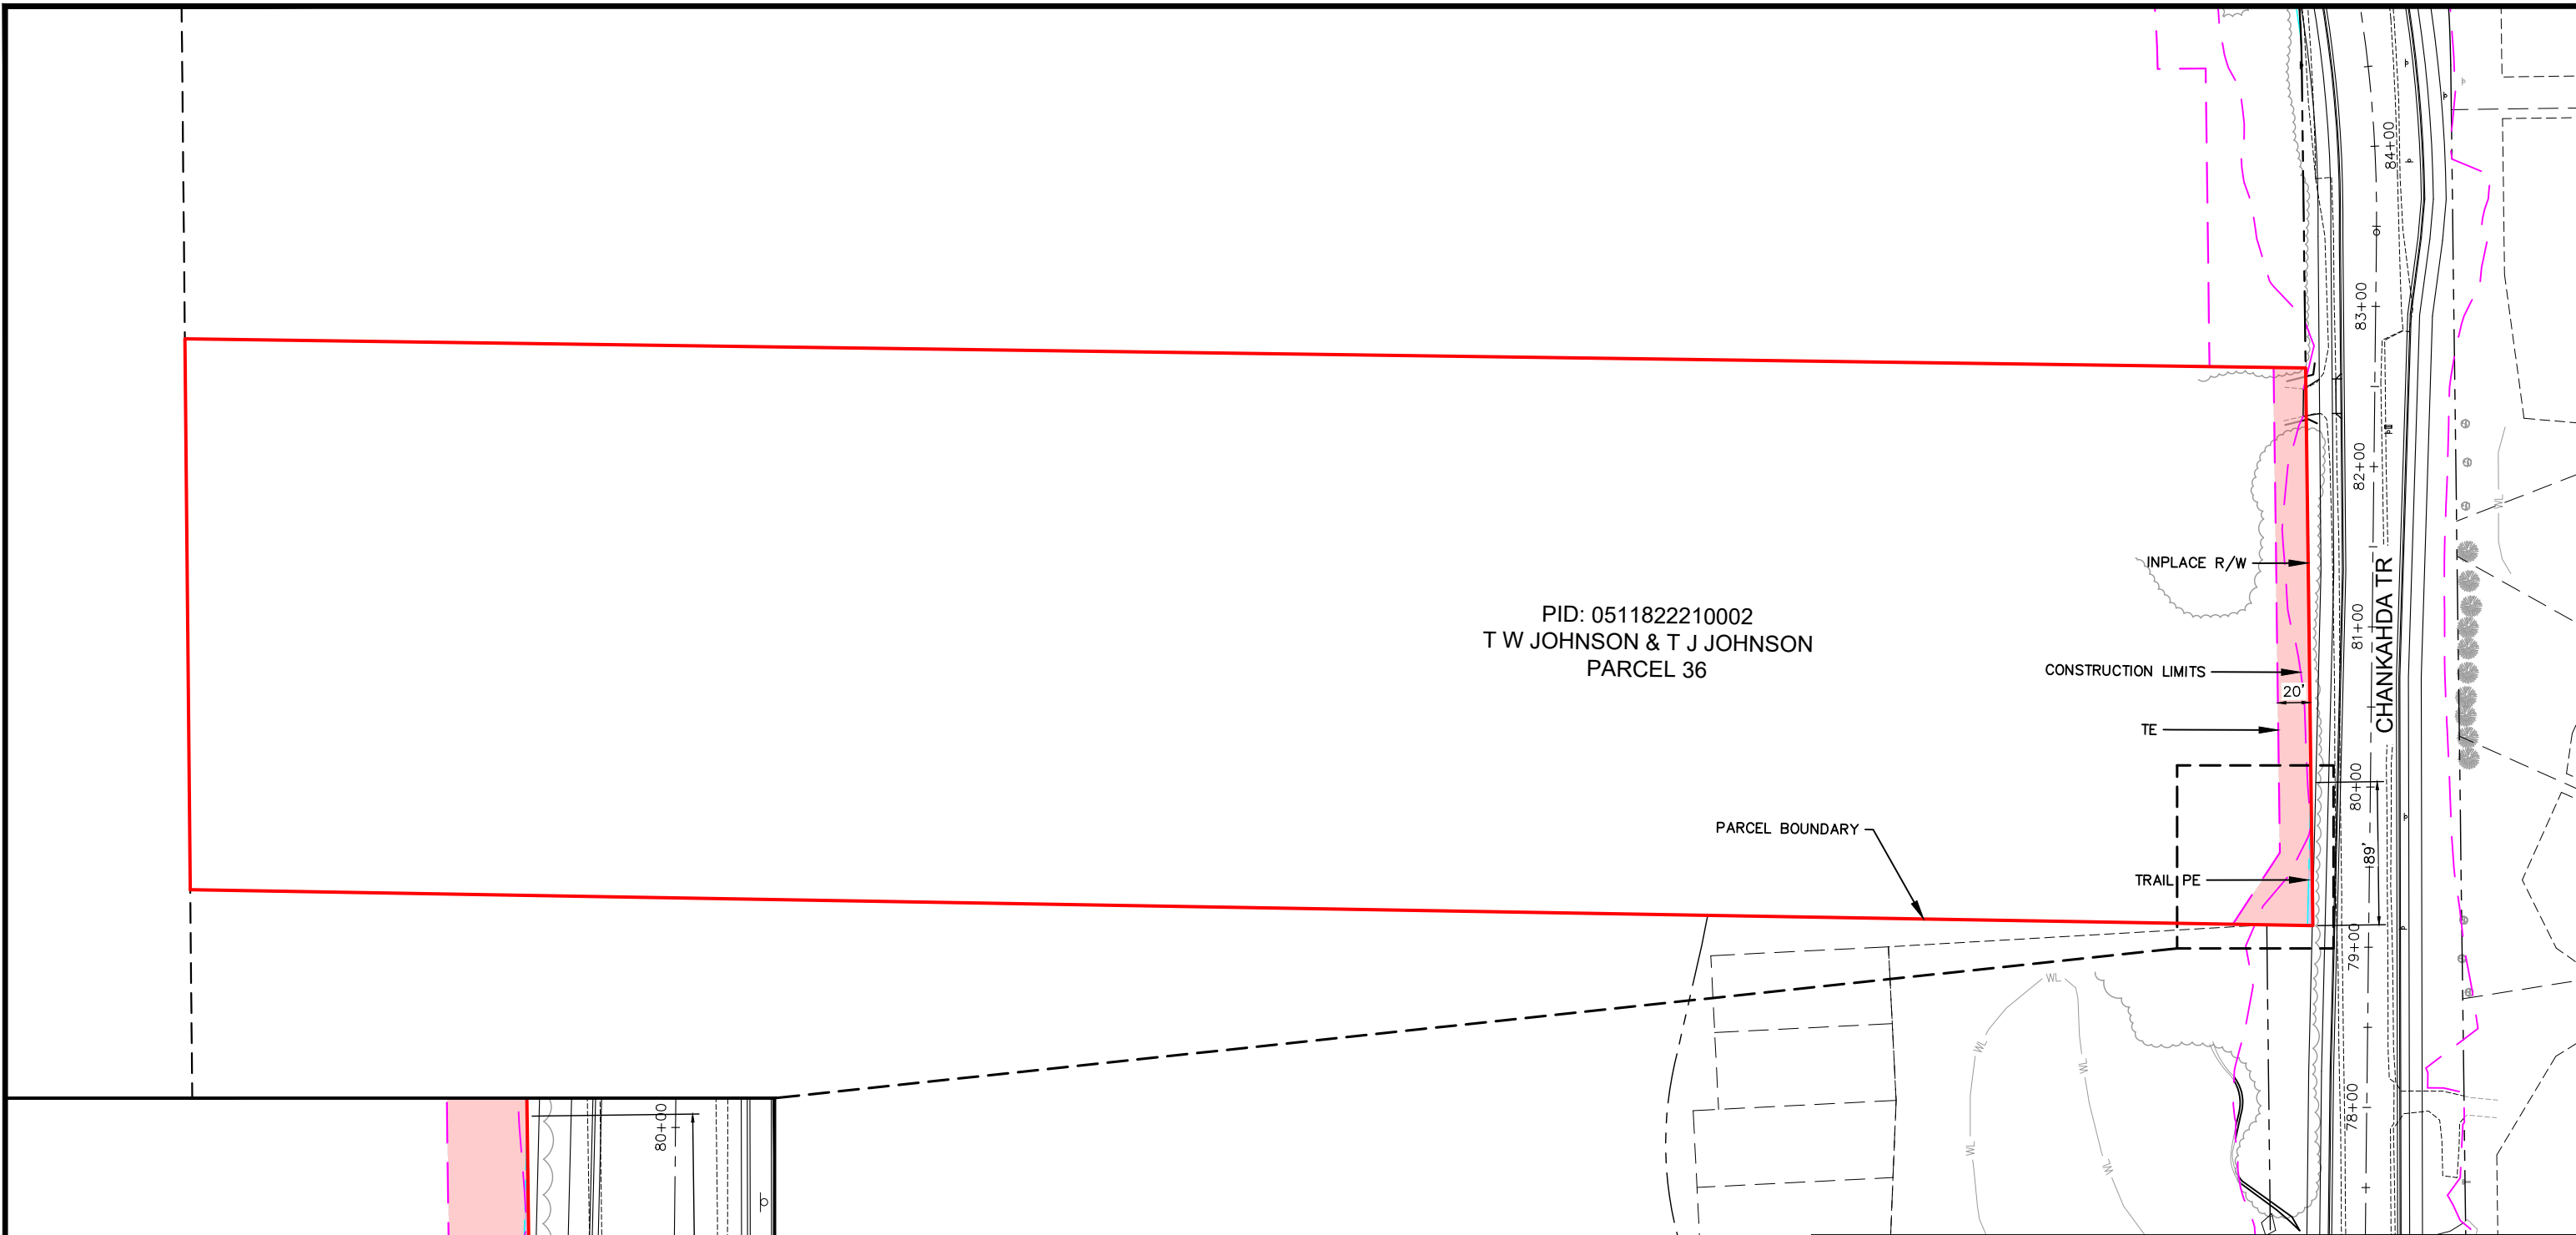 84+00
83+00
82+00
INPLACE R/W
PID: 0511822210002
T W JOHNSON & T J JOHNSON
PARCEL 36
81+00
CHANKAHDA TR
CONSTRUCTION LIMITS
20'
TE
80+00
PARCEL BOUNDARY
89'
TRAIL PE
79+00
78+00
WL
WL
WL
WL
WL
WL
80+00